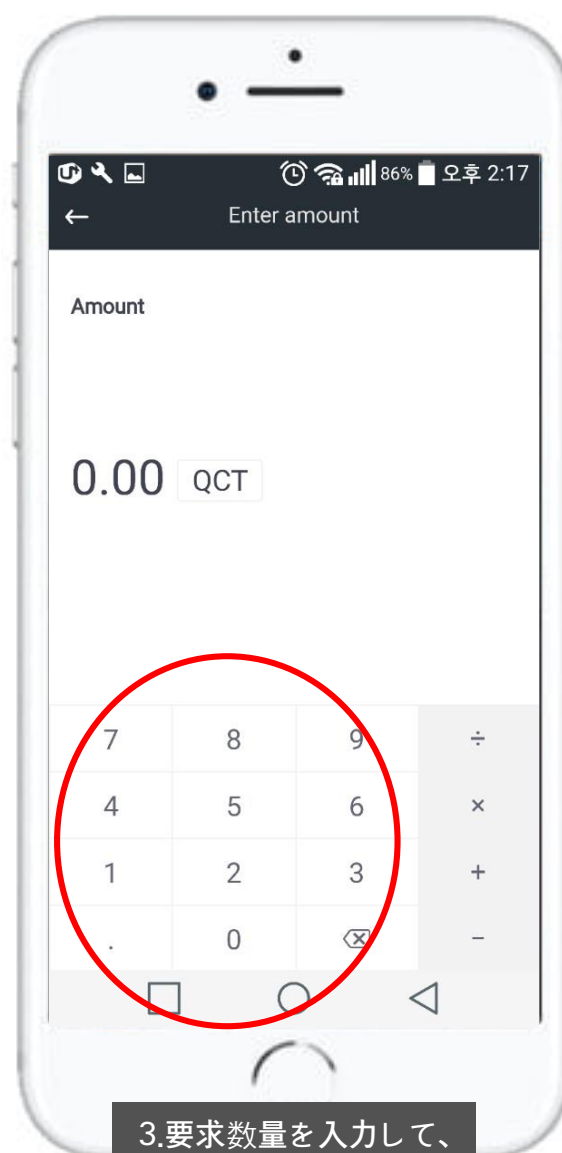 86% 오후 2:17
Enter amount
Amount
0.00 QCT
7 8 9 ÷
4 5 6 ×
1 2 3 +
. 0 −
3.要求数量を入力して、